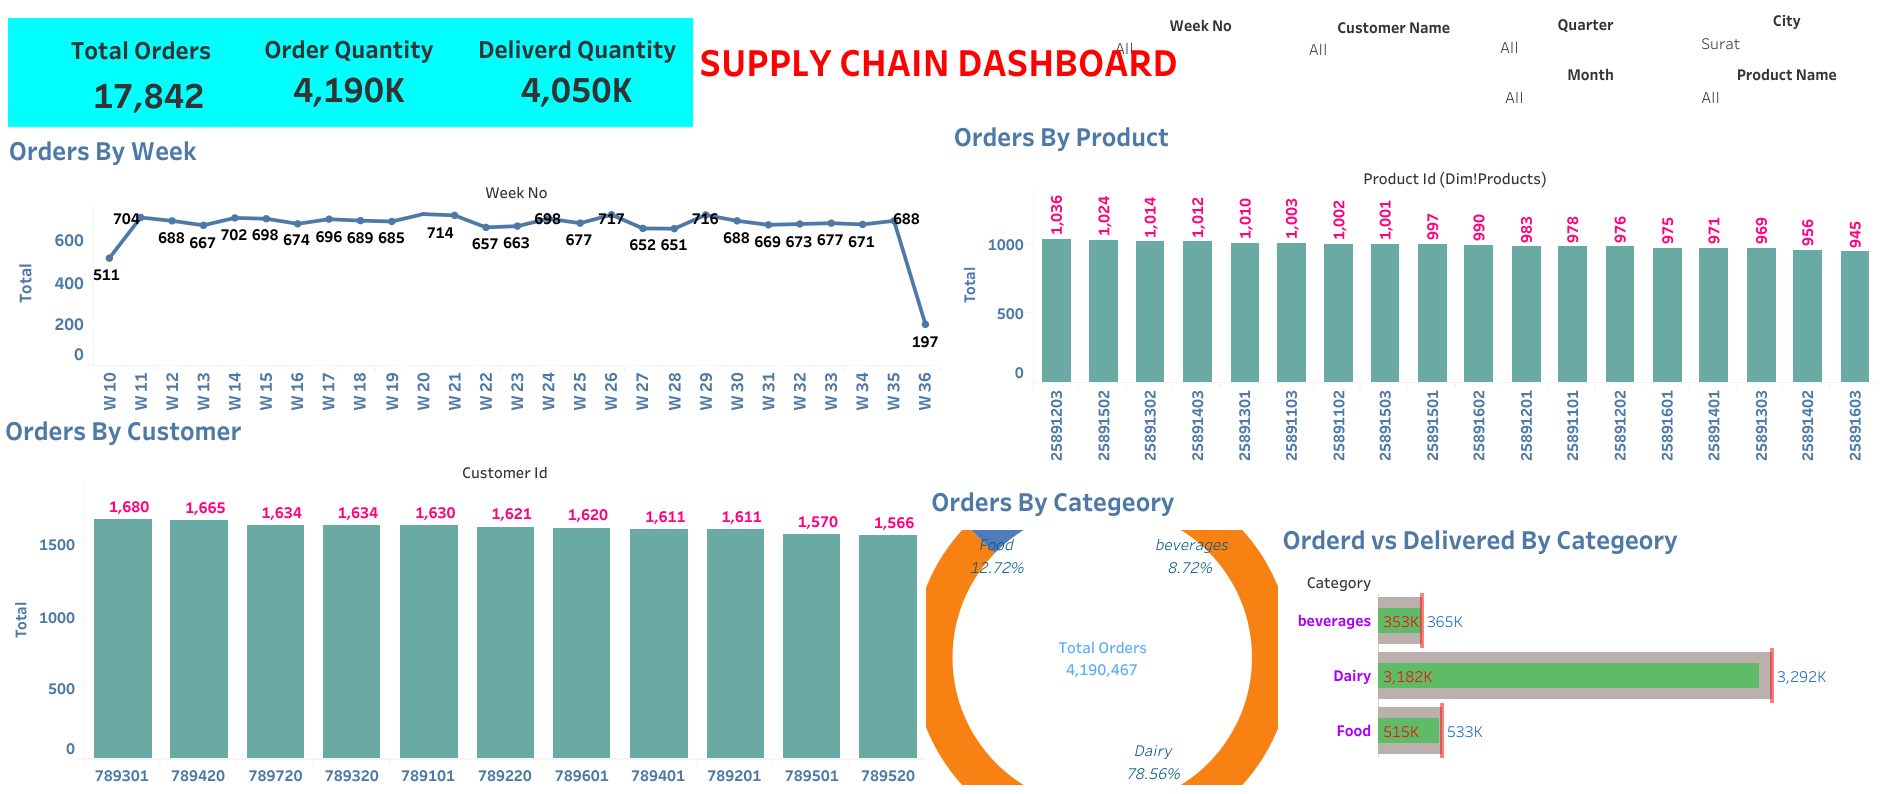 Total Orders
17,842
Order Quantity
4,190K
Deliverd Quantity
4,050K
SUPPLY CHAIN DASHBOARD
Week No
All
Customer Name
All
Quarter
All
City
Surat
Month
All
Product Name
All
Orders By Week
Week No
Total
600
400
200
0
511
704
688
667
702
698
674
696
689
685
714
657
663
698
677
717
652
651
716
688
669
673
677
671
688
197
W 10
W 11
W 12
W 13
W 14
W 15
W 16
W 17
W 18
W 19
W 20
W 21
W 22
W 23
W 24
W 25
W 26
W 27
W 28
W 29
W 30
W 31
W 32
W 33
W 34
W 35
W 36
Orders By Product
Product Id (Dim!Products)
Total
1000
500
0
1,036
1,024
1,014
1,012
1,010
1,003
1,002
1,001
997
990
983
978
976
975
971
969
956
945
25891203
25891502
25891302
25891403
25891301
25891103
25891102
25891503
25891501
25891602
25891201
25891101
25891202
25891601
25891401
25891303
25891402
25891603
Orders By Customer
Customer Id
Total
1500
1000
500
0
1,680
1,665
1,634
1,634
1,630
1,621
1,620
1,611
1,611
1,570
1,566
789301
789420
789720
789320
789101
789220
789601
789401
789201
789501
789520
Orders By Categeory
Food
12.72%
beverages
8.72%
Total Orders
4,190,467
Dairy
78.56%
Orderd vs Delivered By Categeory
Category
beverages
353K
365K
Dairy
3,182K
3,292K
Food
515K
533K